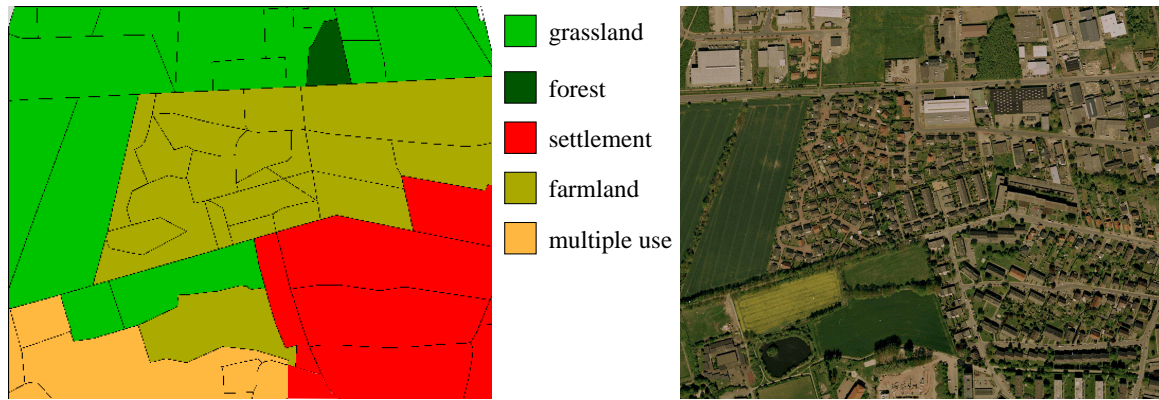 grassland
forest
settlement
farmland
multiple use